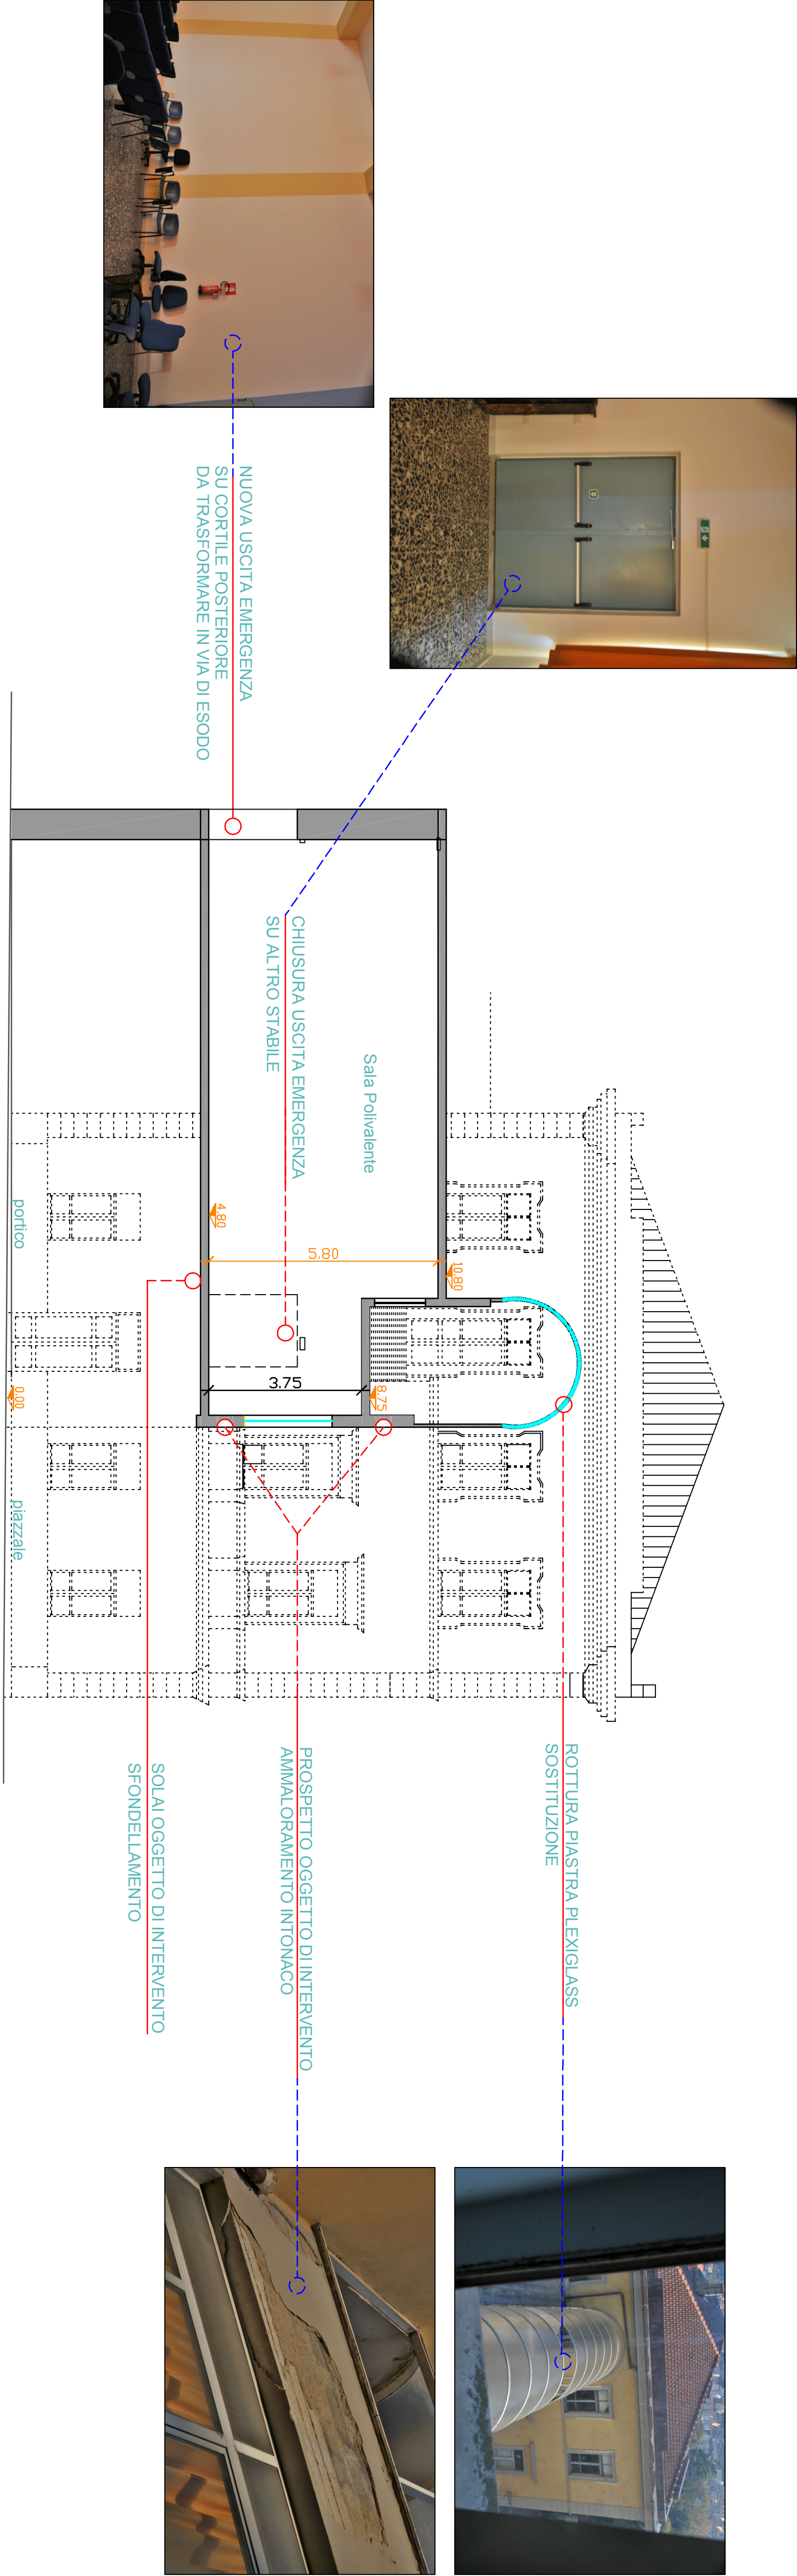 NUOVA USCITA EMERGENZA
SU CORTILE POSTERIORE
DA TRASFORMARE IN VIA DI ESODO
CHIUSURA USCITA EMERGENZA
SU ALTRO STABILE
Sala Polivalente
10.80
5.80
4.80
8.75
3.75
portico
0.00
piazzale
ROTTURA PIASTRA PLEXIGLASS
SOSTITUZIONE
PROSPETTO OGGETTO DI INTERVENTO
AMMALORAMENTO INTONACO
SOLAI OGGETTO DI INTERVENTO
SFONDELLAMENTO